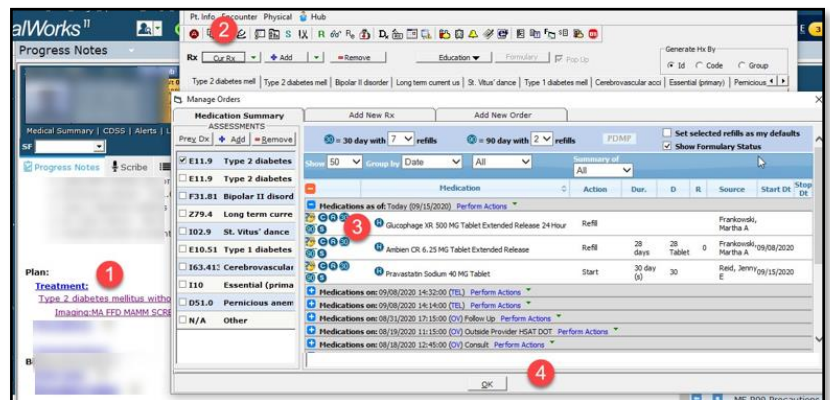 alWorks 11
Progress Notes
Pt. Info Encounter Physical Hub
2
Rx Cur Rx + Add - Remove Education Formulary Pop Up
Generate Hx By
Id Code Group
Type 2 diabetes mell Type 2 diabetes mell Bipolar II disorder Long term current us St. Vitus' dance Type 1 diabetes mell Cerebrovascular acci Essential (primary) Pernicious
Medical Summary | CDSS | Alerts |
SF
Progress Notes Scribe
Plan:
1
Treatment:
Type 2 diabetes mellitus witho
Imaging:MA FFD MAMM SCRE
Manage Orders
Medication Summary Add New Rx Add New Order
ASSESSMENTS
Prev Dx + Add - Remove
E11.9 Type 2 diabetes
E11.9 Type 2 diabetes
F31.81 Bipolar II disord
Z79.4 Long term curre
I02.9 St. Vitus' dance
E10.51 Type 1 diabetes
I63.413 Cerebrovascular
I10 Essential (prima
D51.0 Pernicious anem
N/A Other
30 = 30 day with 7 refills 90 = 90 day with 2 refills PDMP
Set selected refills as my defaults
Show Formulary Status
Show 50 Group by Date All Summary of All
Medication Action Dur. D R Source Start Dt Stop Dt
Medications as of: Today (09/15/2020) Perform Actions
3
Glucophage XR 500 MG Tablet Extended Release 24 Hour Refill Frankowski, Martha A
Ambien CR 6.25 MG Tablet Extended Release Refill 28 days 28 Tablet 0 Frankowski, Martha A 09/08/2020
Pravastatin Sodium 40 MG Tablet Start 30 day (s) 30 Reid, Jenny E 09/15/2020
Medications on: 09/08/2020 14:32:00 (TEL) Perform Actions
Medications on: 09/08/2020 14:14:00 (TEL) Perform Actions
Medications on: 08/31/2020 17:15:00 (OV) Follow Up Perform Actions
Medications on: 08/19/2020 11:15:00 (OV) Outside Provider HSAT DOT Perform Actions
Medications on: 08/18/2020 12:45:00 (OV) Consult Perform Actions
OK
4